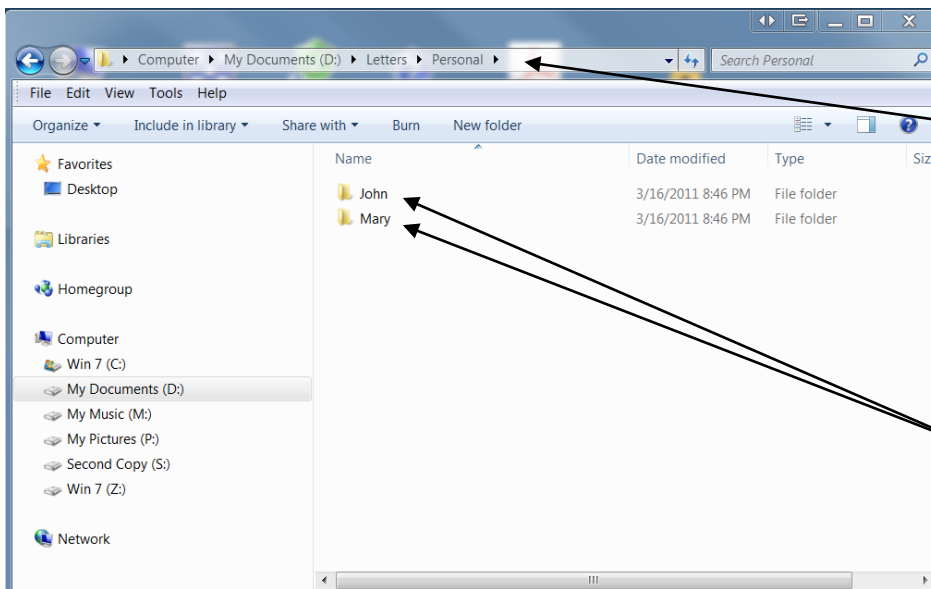 Computer ▸ My Documents (D:) ▸ Letters ▸ Personal ▸
Search Personal
File Edit View Tools Help
Organize Include in library Share with Burn New folder
Name Date modified Type Siz
Favorites
Desktop
Libraries
Homegroup
Computer
Win 7 (C:)
My Documents (D:)
My Music (M:)
My Pictures (P:)
Second Copy (S:)
Win 7 (Z:)
Network
John 3/16/2011 8:46 PM File folder
Mary 3/16/2011 8:46 PM File folder